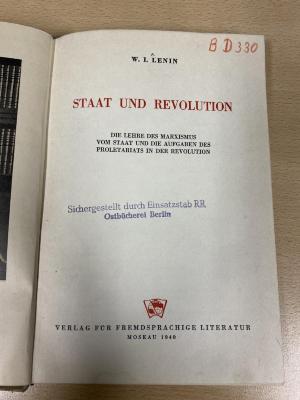 B D 330
W. I. LENIN
STAAT UND REVOLUTION
DIE LEHRE DES MARXISMUS
VOM STAAT UND DIE AUFGABEN DES
PROLETARIATS IN DER REVOLUTION
Sichergestellt durch Einsatzstab RR,
Ostbücherei Berlin
VERLAG FÜR FREMDSPRACHIGE LITERATUR
MOSKAU 1940